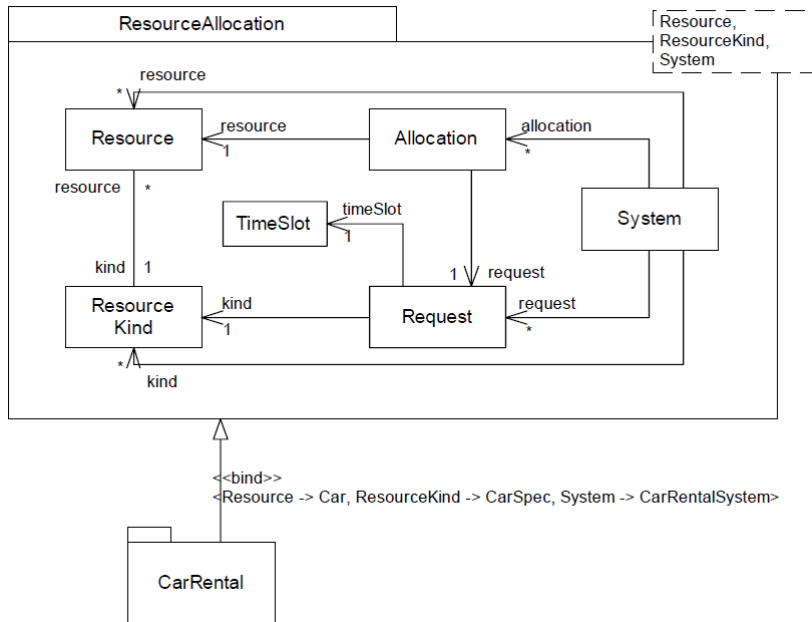 ResourceAllocation
Resource,
ResourceKind,
System
resource
*
Resource
resource
1
Allocation
allocation
*
resource
*
TimeSlot
timeSlot
1
System
kind
1
1
request
Resource
Kind
kind
1
Request
request
*
*
kind
<<bind>>
<Resource -> Car, ResourceKind -> CarSpec, System -> CarRentalSystem>
CarRental